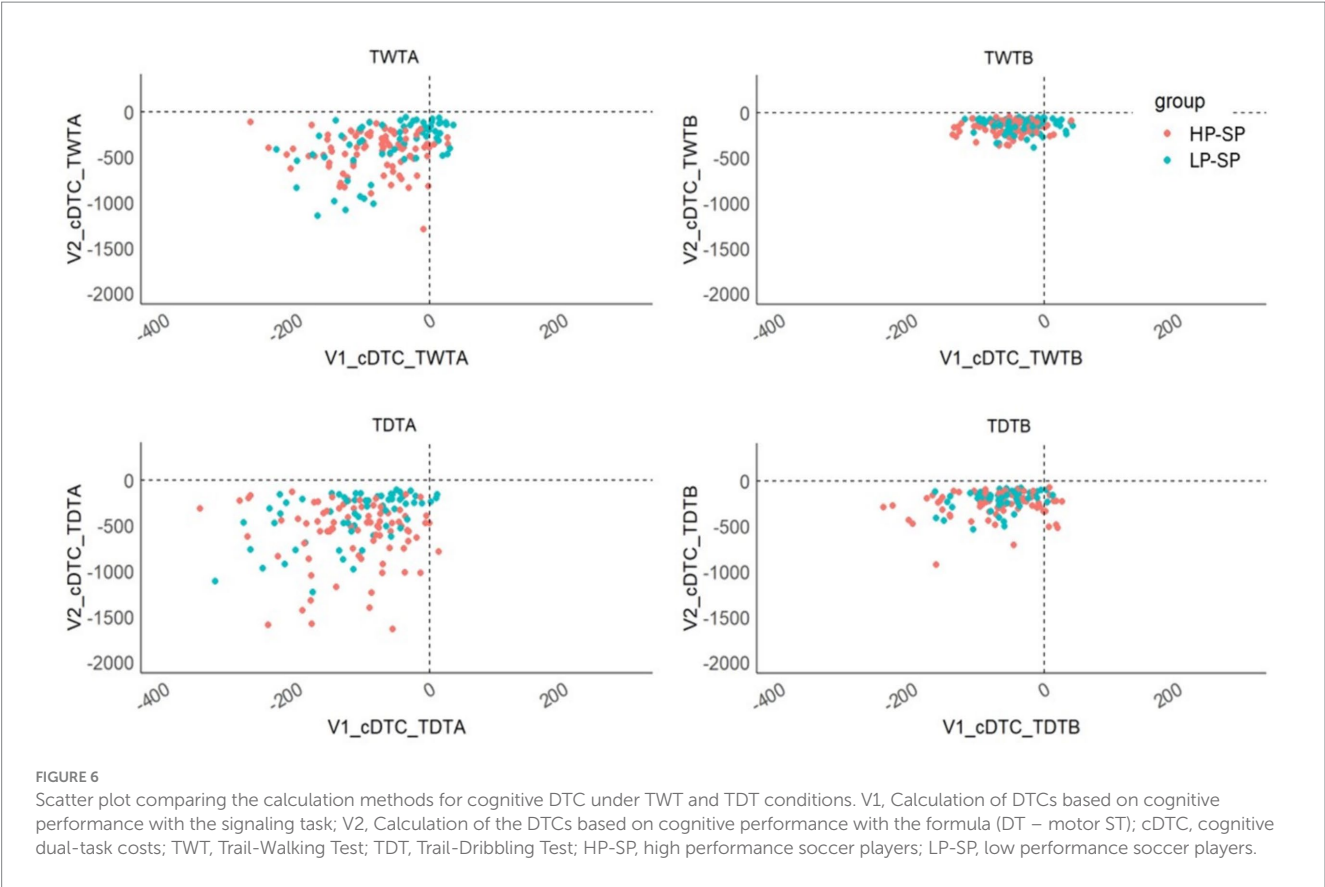 TWTA
0
-500
-1000
-1500
-2000
V2_cDTC_TWTA
-400
-200
0
200
V1_cDTC_TWTA
TWTB
0
-500
-1000
-1500
-2000
V2_cDTC_TWTB
-400
-200
0
200
V1_cDTC_TWTB
group
HP-SP
LP-SP
TDTA
0
-500
-1000
-1500
-2000
V2_cDTC_TDTA
-400
-200
0
200
V1_cDTC_TDTA
TDTB
0
-500
-1000
-1500
-2000
V2_cDTC_TDTB
-400
-200
0
200
V1_cDTC_TDTB
FIGURE 6
Scatter plot comparing the calculation methods for cognitive DTC under TWT and TDT conditions. V1, Calculation of DTCs based on cognitive
performance with the signaling task; V2, Calculation of the DTCs based on cognitive performance with the formula (DT – motor ST); cDTC, cognitive
dual-task costs; TWT, Trail-Walking Test; TDT, Trail-Dribbling Test; HP-SP, high performance soccer players; LP-SP, low performance soccer players.